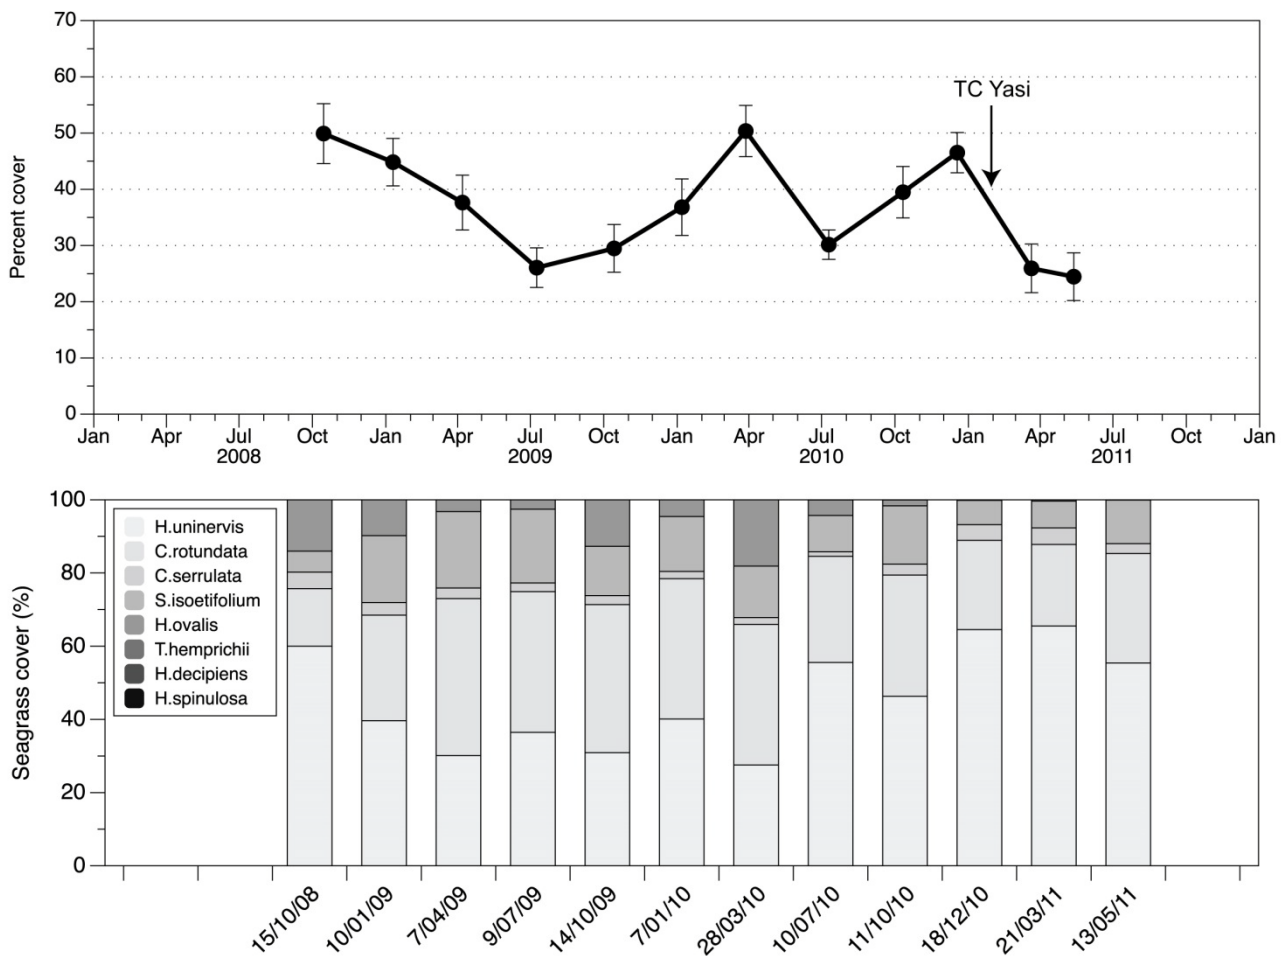 70
60
50
40
30
20
10
0
Percent cover
TC Yasi
Jan Apr Jul Oct Jan Apr Jul Oct Jan Apr Jul Oct Jan Apr Jul Oct Jan
2008 2009 2010 2011
100
80
60
40
20
0
Seagrass cover (%)
H.uninervis
C.rotundata
C.serrulata
S.isoetifolium
H.ovalis
T.hemprichii
H.decipiens
H.spinulosa
15/10/08
10/01/09
7/04/09
9/07/09
14/10/09
7/01/10
28/03/10
10/07/10
11/10/10
18/12/10
21/03/11
13/05/11